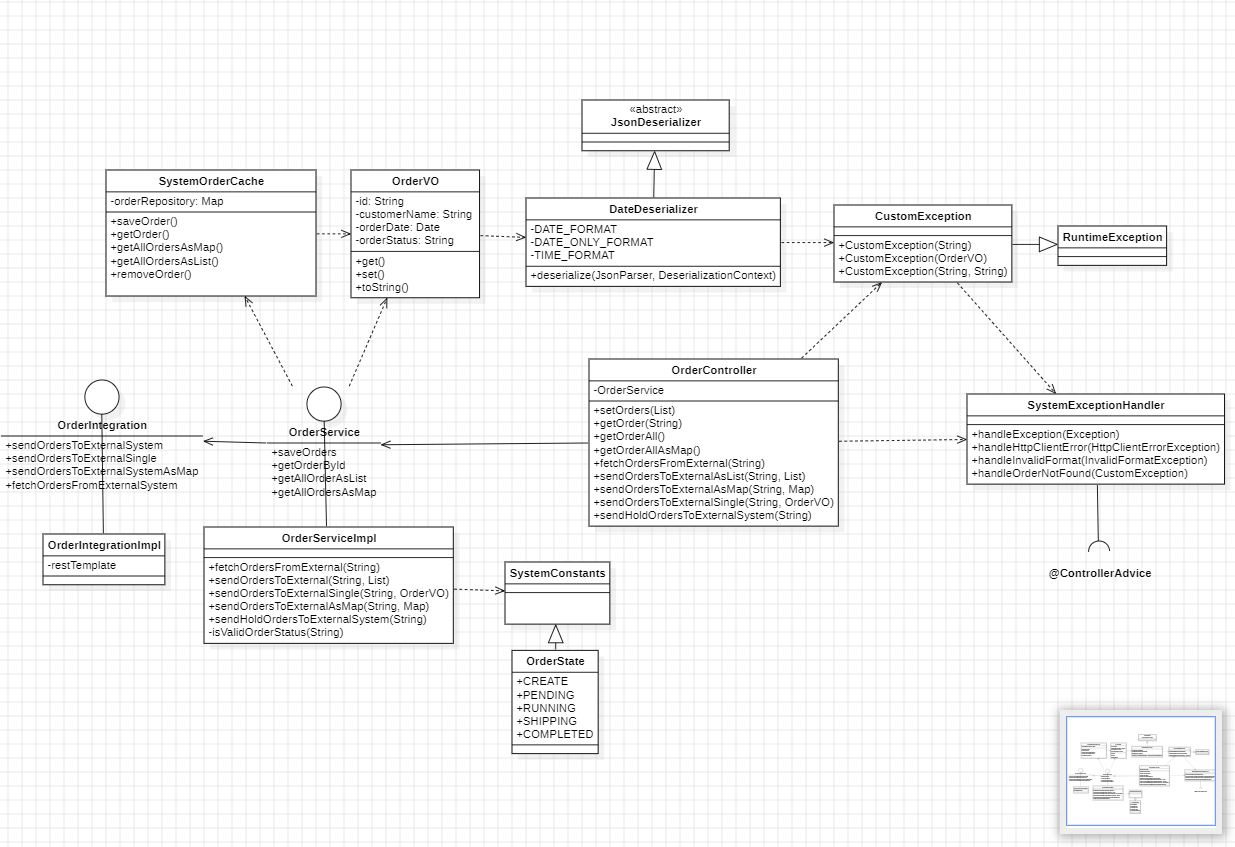 «abstract»
JsonDeserializer
SystemOrderCache
-orderRepository: Map
+saveOrder()
+getOrder()
+getAllOrdersAsMap()
+getAllOrdersAsList()
+removeOrder()
OrderVO
-id: String
-customerName: String
-orderDate: Date
-orderStatus: String
+get()
+set()
+toString()
DateDeserializer
-DATE_FORMAT
-DATE_ONLY_FORMAT
-TIME_FORMAT
+deserialize(JsonParser, DeserializationContext)
CustomException
+CustomException(String)
+CustomException(OrderVO)
+CustomException(String, String)
RuntimeException
OrderIntegration
+sendOrdersToExternalSystem
+sendOrdersToExternalSingle
+sendOrdersToExternalSystemAsMap
+fetchOrdersFromExternalSystem
OrderService
+saveOrders
+getOrderById
+getAllOrderAsList
+getAllOrdersAsMap
OrderController
-OrderService
+setOrders(List)
+getOrder(String)
+getOrderAll()
+getOrderAllAsMap()
+fetchOrdersFromExternal(String)
+sendOrdersToExternalAsList(String, List)
+sendOrdersToExternalAsMap(String, Map)
+sendOrdersToExternalSingle(String, OrderVO)
+sendHoldOrdersToExternalSystem(String)
SystemExceptionHandler
+handleException(Exception)
+handleHttpClientError(HttpClientErrorException)
+handleInvalidFormat(InvalidFormatException)
+handleOrderNotFound(CustomException)
OrderIntegrationImpl
-restTemplate
OrderServiceImpl
+fetchOrdersFromExternal(String)
+sendOrdersToExternal(String, List)
+sendOrdersToExternalSingle(String, OrderVO)
+sendOrdersToExternalAsMap(String, Map)
+sendHoldOrdersToExternalSystem(String)
-isValidOrderStatus(String)
SystemConstants
@ControllerAdvice
OrderState
+CREATE
+PENDING
+RUNNING
+SHIPPING
+COMPLETED